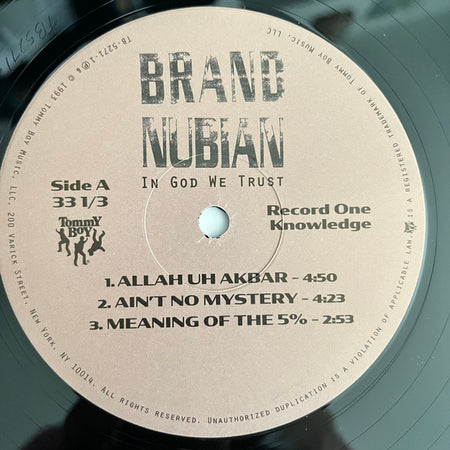 BRAND
NUBIAN
IN GOD WE TRUST
Side A
33 1/3
TOMMY
BOY
Record One
Knowledge
1. ALLAH UH AKBAR – 4:50
2. AIN'T NO MYSTERY – 4:23
3. MEANING OF THE 5% – 2:53
TB-5271-1 ℗ & © 1993 TOMMY BOY MUSIC, LLC, 200 VARICK STREET, NEW YORK, NY 10014. ALL RIGHTS RESERVED. UNAUTHORIZED DUPLICATION IS A VIOLATION OF APPLICABLE LAW. IS A REGISTERED TRADEMARK OF TOMMY BOY MUSIC, LLC